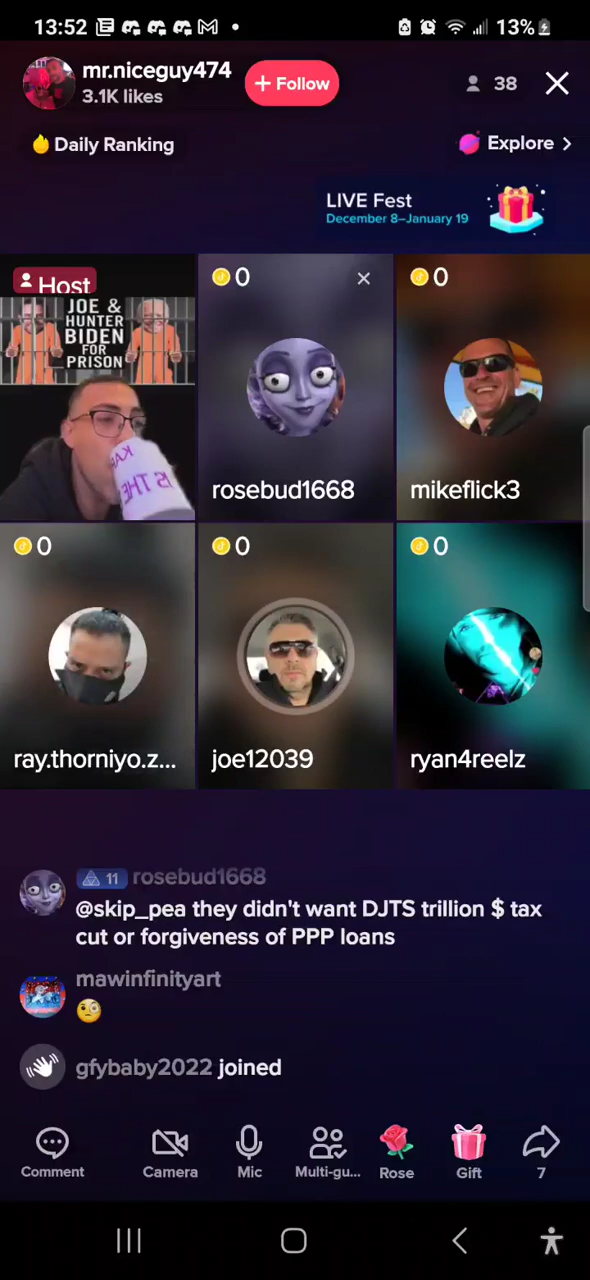 13:52
13%
mr.niceguy474
3.1K likes
+ Follow
38
Daily Ranking
Explore >
LIVE Fest
December 8–January 19
Host
JOE &
HUNTER
BIDEN
FOR
PRISON
IS THE
0
rosebud1668
0
mikeflick3
0
ray.thorniyo.z...
0
joe12039
0
ryan4reelz
11 rosebud1668
@skip_pea they didn't want DJTS trillion $ tax
cut or forgiveness of PPP loans
mawinfinityart
gfybaby2022 joined
Comment
Camera
Mic
Multi-gu...
Rose
Gift
7